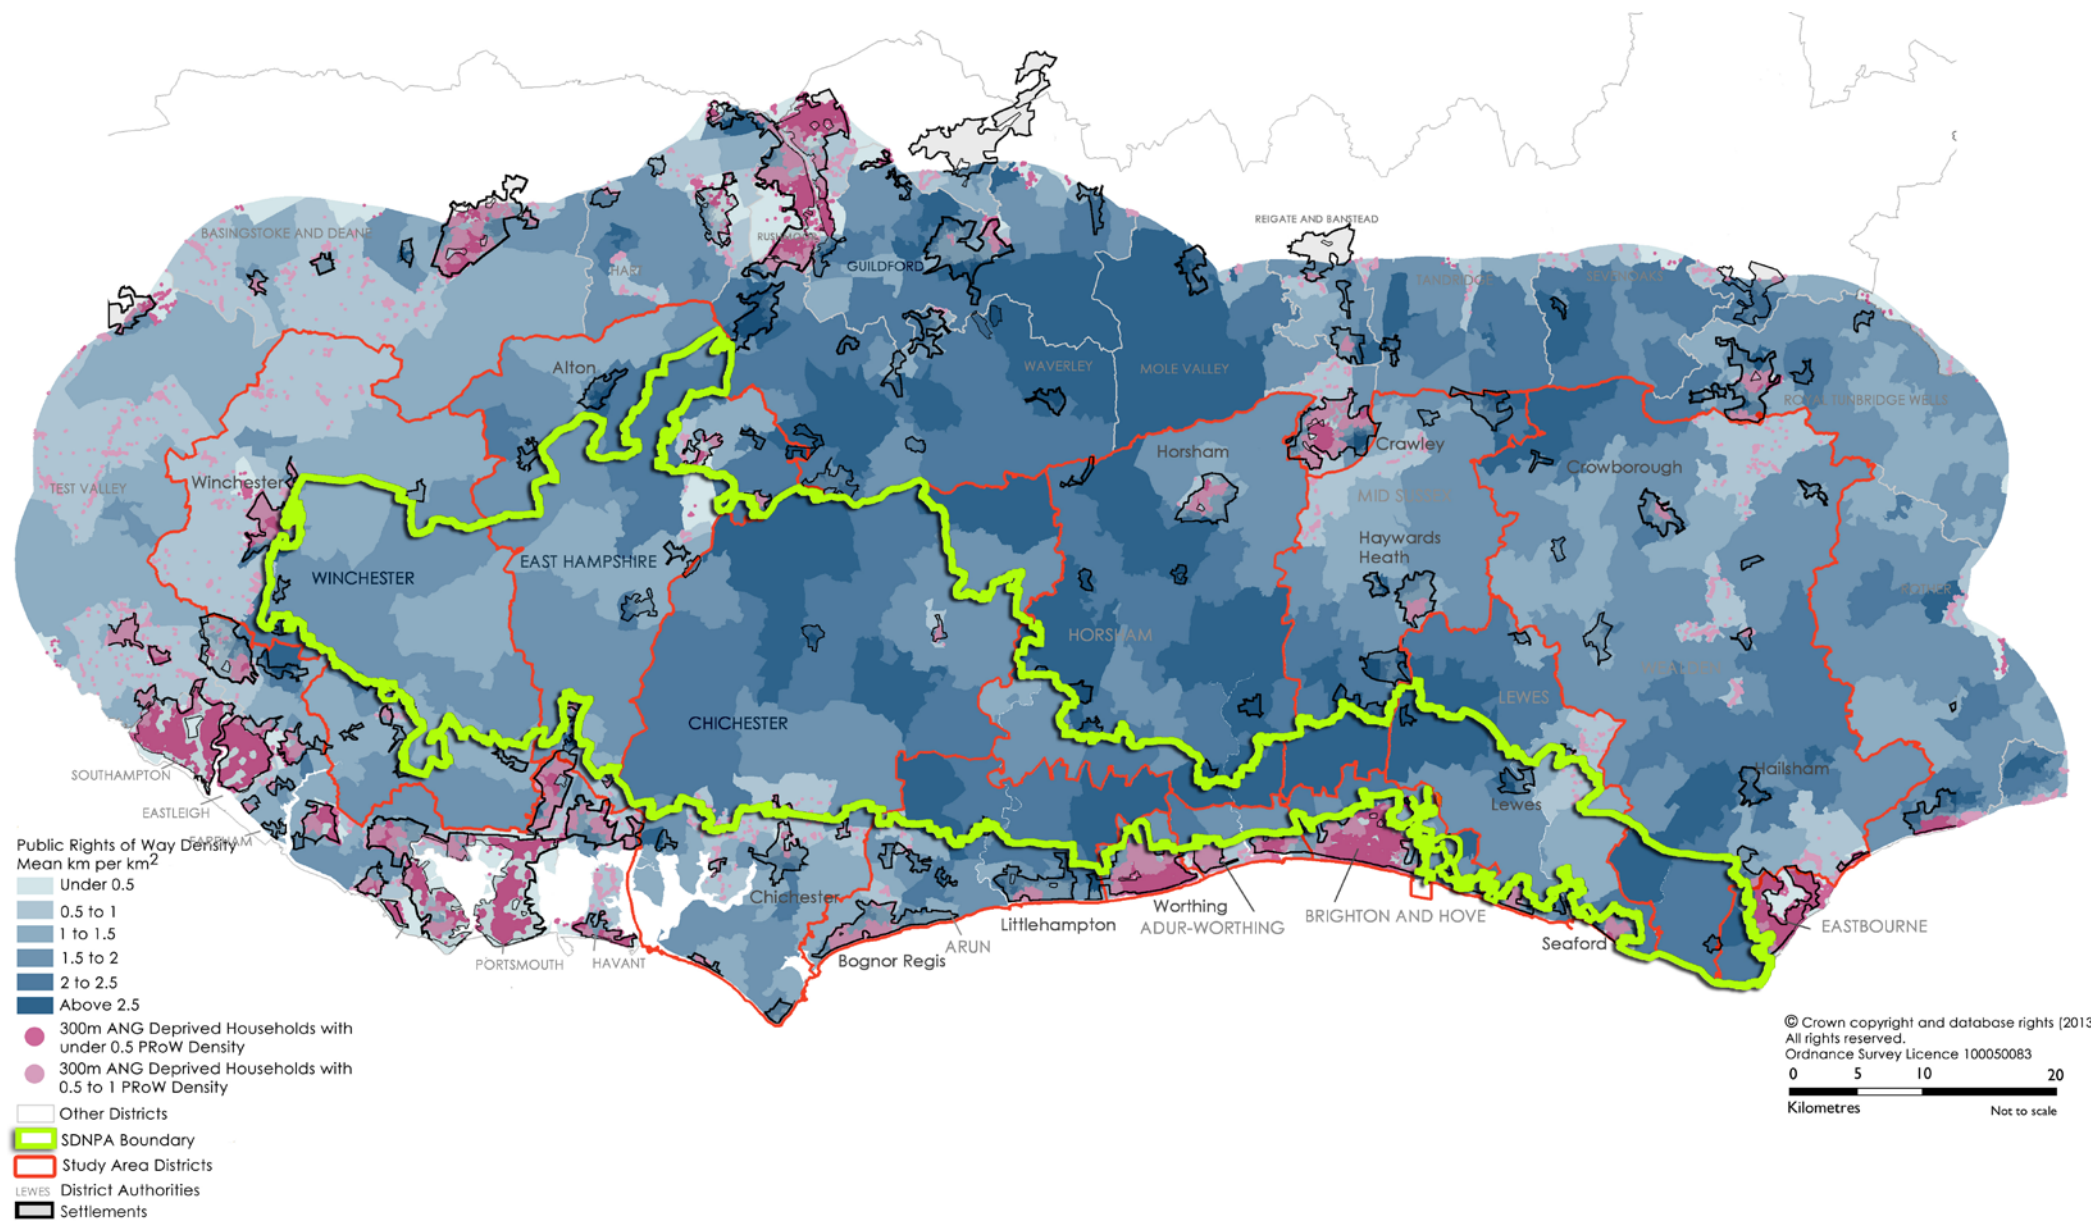 REIGATE AND BANSTEAD
BASINGSTOKE AND DEANE
HART
GUILDFORD
TANDRIDGE
SEVENOAKS
Alton
WAVERLEY
MOLE VALLEY
ROYAL TUNBRIDGE WELLS
Horsham
Crawley
Crowborough
Winchester
TEST VALLEY
MID SUSSEX
Haywards
Heath
EAST HAMPSHIRE
WINCHESTER
HORSHAM
LEWES
CHICHESTER
SOUTHAMPTON
Hailsham
Lewes
EASTLEIGH
FAREHAM
Chichester
Littlehampton
Worthing
ADUR-WORTHING
BRIGHTON AND HOVE
EASTBOURNE
Seaford
ARUN
Bognor Regis
PORTSMOUTH
HAVANT
Public Rights of Way Density
Mean km per km2
Under 0.5
0.5 to 1
1 to 1.5
1.5 to 2
2 to 2.5
Above 2.5
300m ANG Deprived Households with
under 0.5 PRoW Density
300m ANG Deprived Households with
0.5 to 1 PRoW Density
Other Districts
SDNPA Boundary
Study Area Districts
LEWES District Authorities
Settlements
© Crown copyright and database rights (2013
All rights reserved.
Ordnance Survey Licence 100050083
0 5 10 20
Kilometres
Not to scale